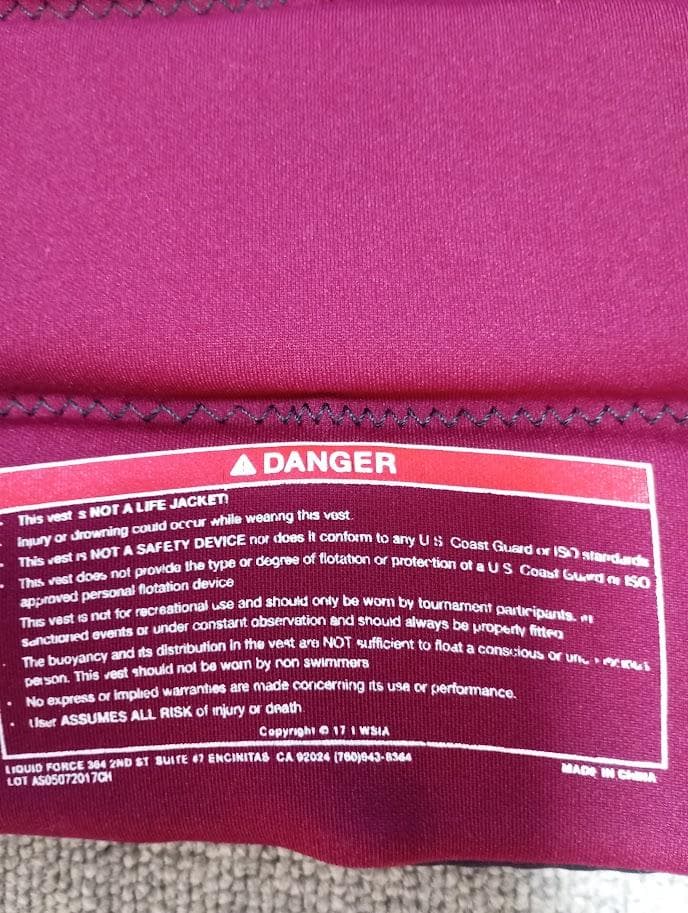 DANGER
This vest is NOT A LIFE JACKET!
Injury or drowning could occur while wearing this vest.
This vest is NOT A SAFETY DEVICE nor does it conform to any U S Coast Guard or ISO standards
This vest does not provide the type or degree of flotation or protection of a U S Coast Guard or ISO
approved personal flotation device
This vest is not for recreational use and should only be worn by tournament participants, at
sanctioned events or under constant observation and should always be properly fitted
The buoyancy and its distribution in the vest are NOT sufficient to float a conscious or
person. This vest should not be worn by non swimmers
No express or implied warranties are made concerning its use or performance.
User ASSUMES ALL RISK of injury or death
Copyright © WSIA
LIQUID FORCE 364 2ND ST SUITE #7 ENCINITAS CA 92024 (760)943-8364
LOT AS05072017CH
MADE IN CHINA